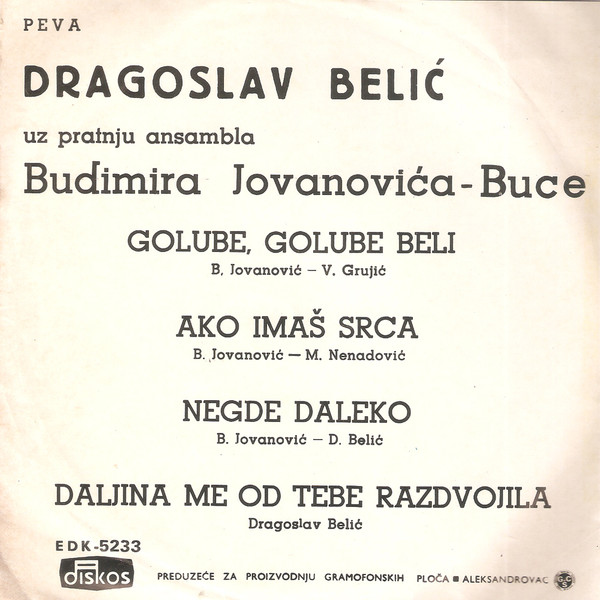 PEVA
DRAGOSLAV BELIĆ
uz pratnju ansambla
Budimira Jovanovića - Buce
GOLUBE, GOLUBE BELI
B. Jovanović – V. Grujić
AKO IMAŠ SRCA
B. Jovanović — M. Nenadović
NEGDE DALEKO
B. Jovanović – D. Belić
DALJINA ME OD TEBE RAZDVOJILA
Dragoslav Belić
EDK-5233
diskos PREDUZEĆE ZA PROIZVODNJU GRAMOFONSKIH PLOČA ■ ALEKSANDROVAC